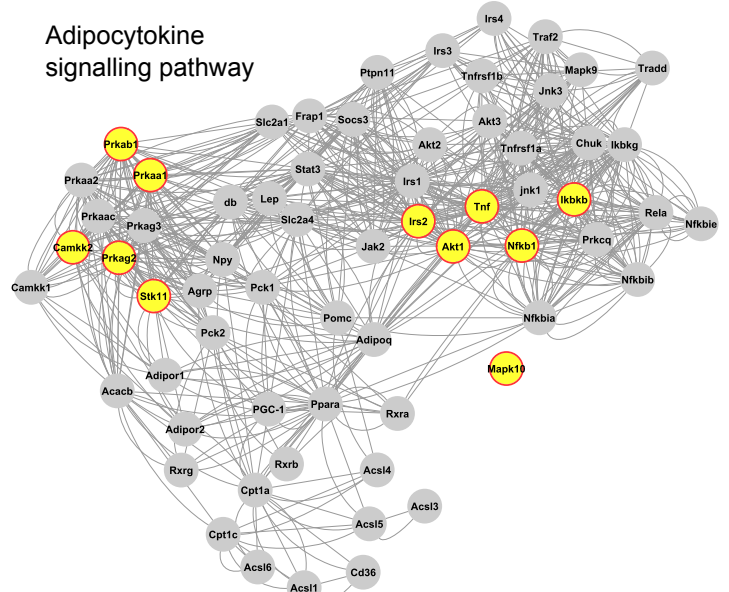 Adipocytokine
signalling pathway
Irs4
Traf2
Irs3
Ptpn11
Tnfrsf1b
Mapk9
Tradd
Jnk3
Slc2a1
Frap1
Socs3
Akt3
Prkab1
Akt2
Tnfrsf1a
Chuk
Ikbkg
Stat3
Prkaa2
Prkaa1
Irs1
jnk1
Lep
db
Ikbkb
Tnf
Prkaac
Prkag3
Slc2a4
Irs2
Rela
Nfkbie
Camkk2
Prkag2
Npy
Jak2
Akt1
Nfkb1
Prkcq
Camkk1
Stk11
Agrp
Pck1
Nfkbib
Pck2
Pomc
Adipoq
Nfkbia
Mapk10
Adipor1
Acacb
PGC-1
Ppara
Rxra
Adipor2
Rxrg
Rxrb
Acsl4
Cpt1a
Acsl3
Acsl5
Cpt1c
Acsl6
Cd36
Acsl1